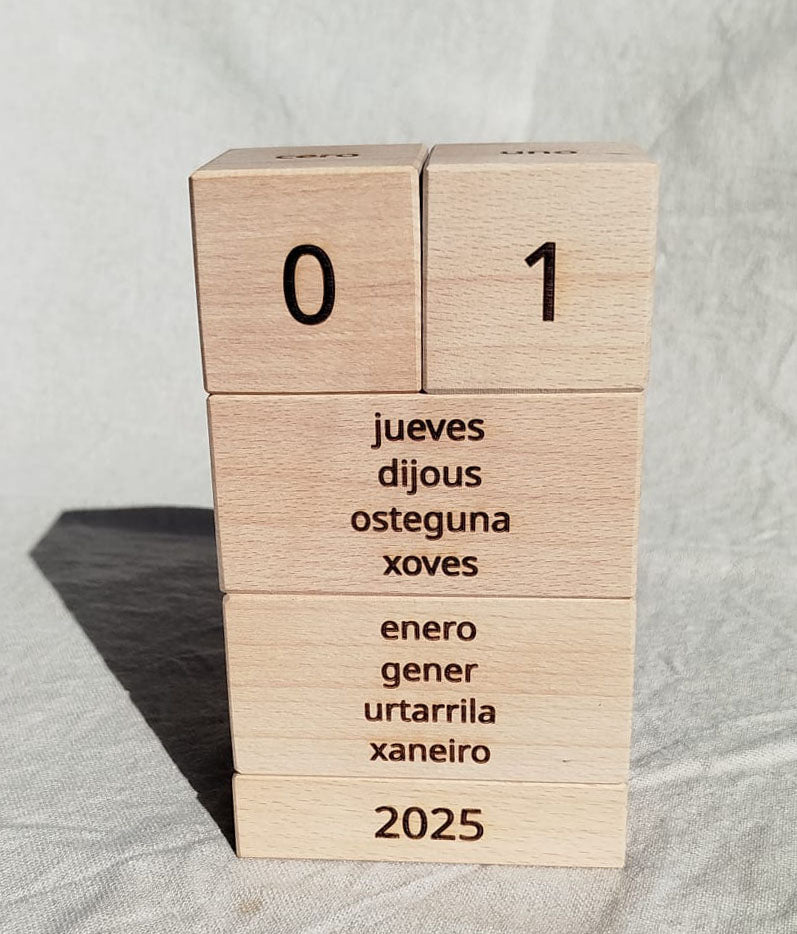 cero uno
0 1
jueves
dijous
osteguna
xoves
enero
gener
urtarrila
xaneiro
2025